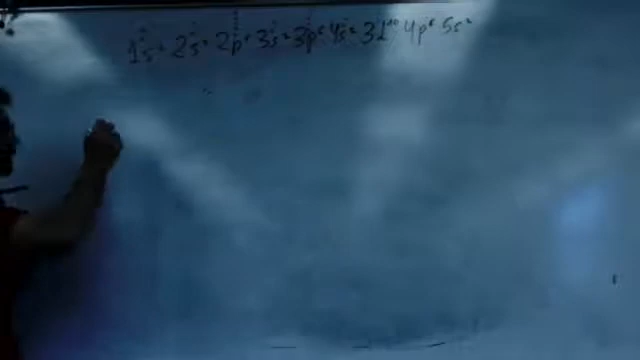 1s² 2s² 2p⁶ 3s² 3p⁶ 4s² 3d¹⁰ 4p⁶ 5s²